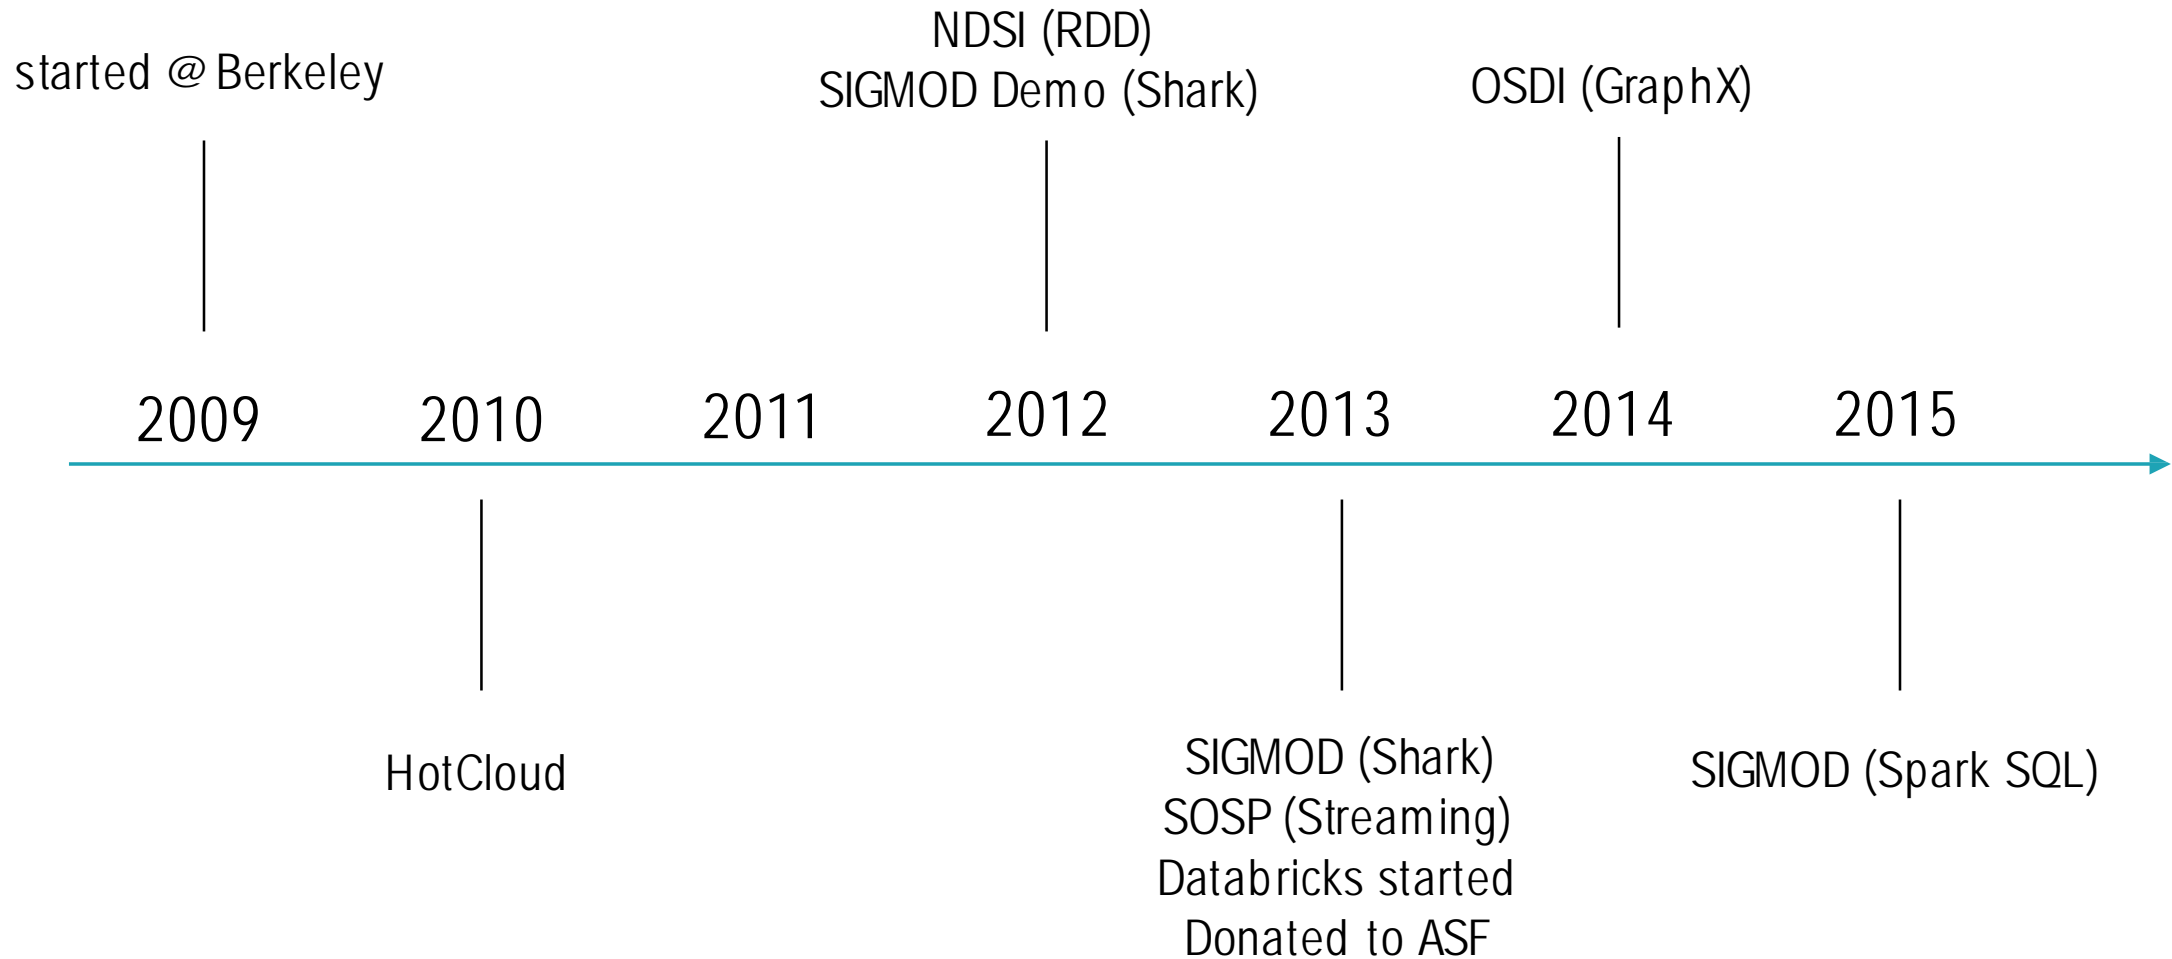 started @ Berkeley
NDSI (RDD)
SIGMOD Demo (Shark)
OSDI (GraphX)
2009
2010
2011
2012
2013
2014
2015
HotCloud
SIGMOD (Shark)
SOSP (Streaming)
Databricks started
Donated to ASF
SIGMOD (Spark SQL)